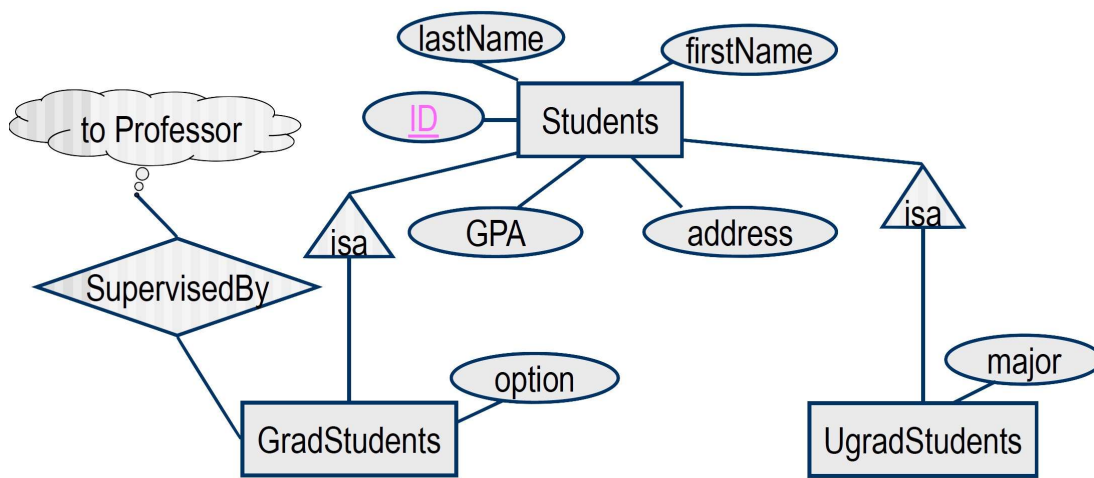 lastName
firstName
to Professor
ID
Students
isa
GPA
address
isa
SupervisedBy
option
major
GradStudents
UgradStudents